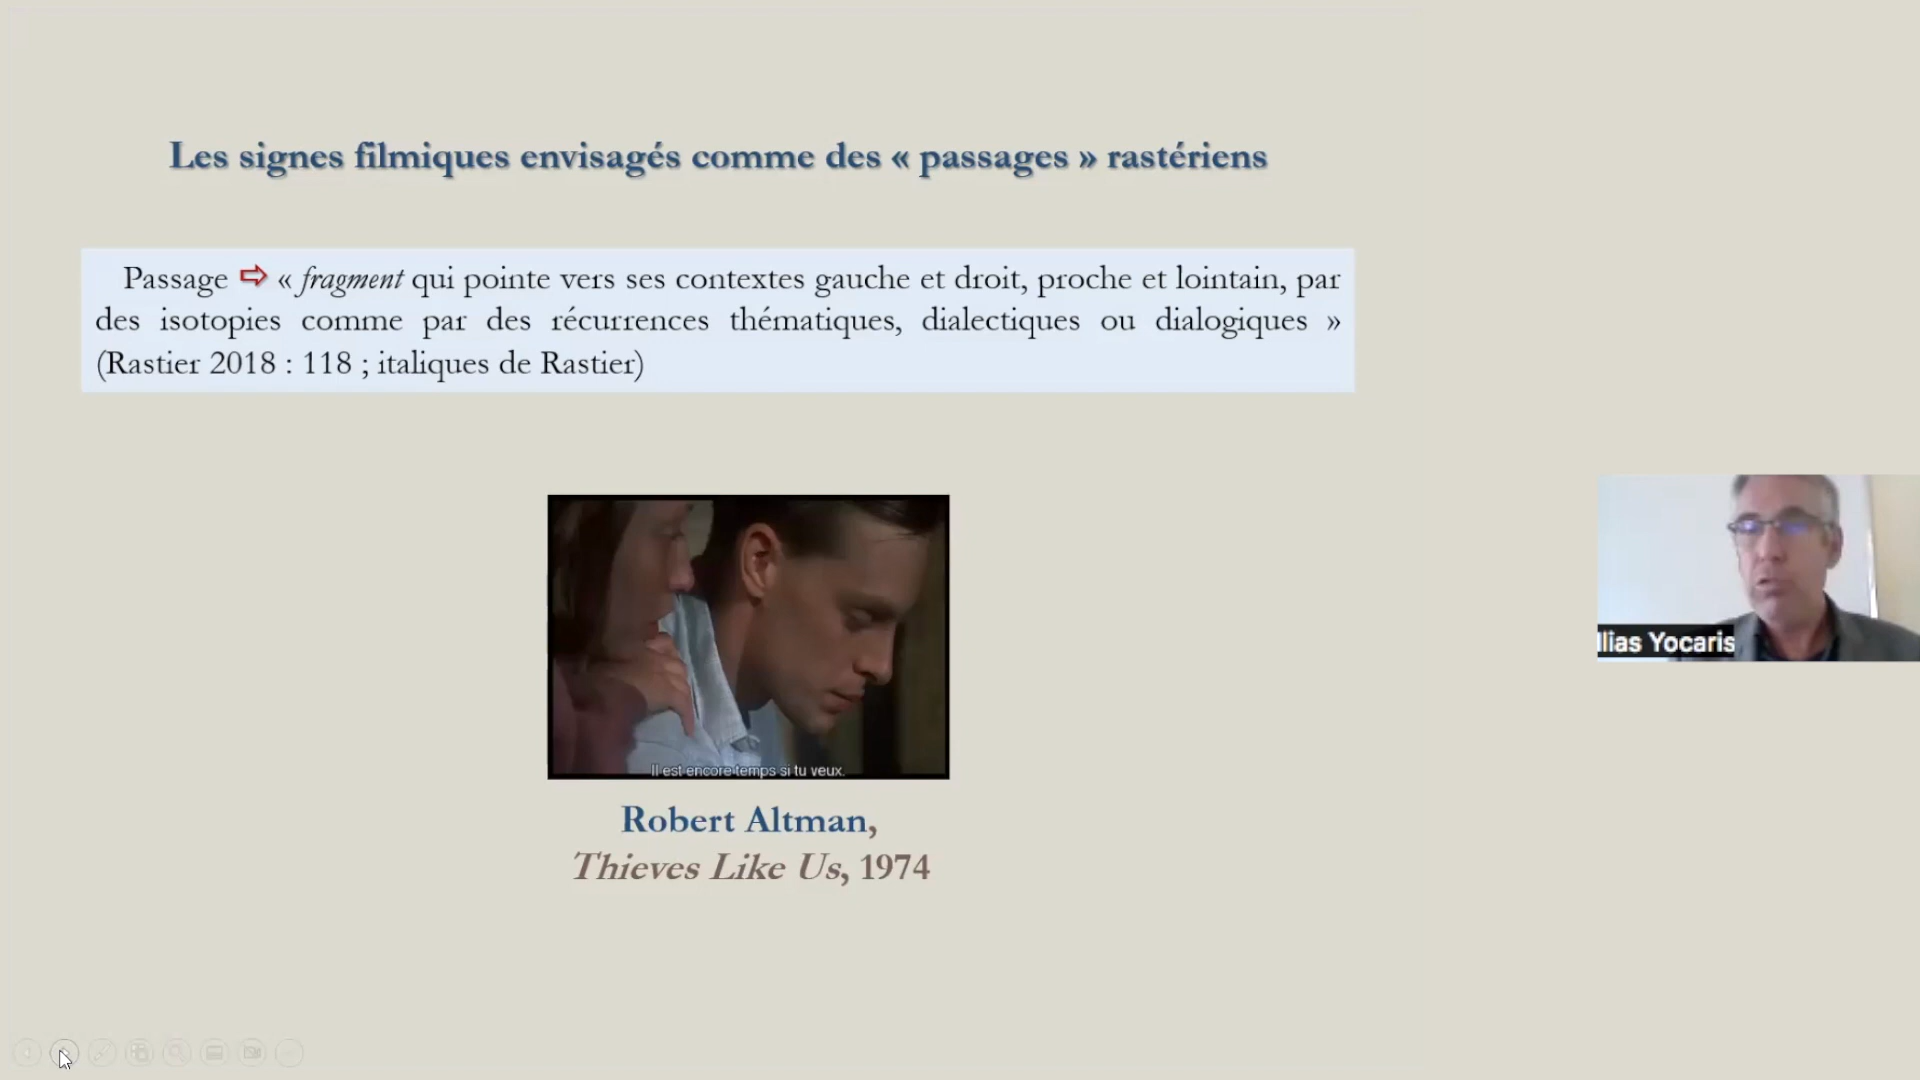 Les signes filmiques envisagés comme des « passages » rastériens
Passage ⇨ « fragment qui pointe vers ses contextes gauche et droit, proche et lointain, par
des isotopies comme par des récurrences thématiques, dialectiques ou dialogiques »
(Rastier 2018 : 118 ; italiques de Rastier)
Il est encore temps si tu veux.
Robert Altman,
Thieves Like Us, 1974
Ilias Yocaris